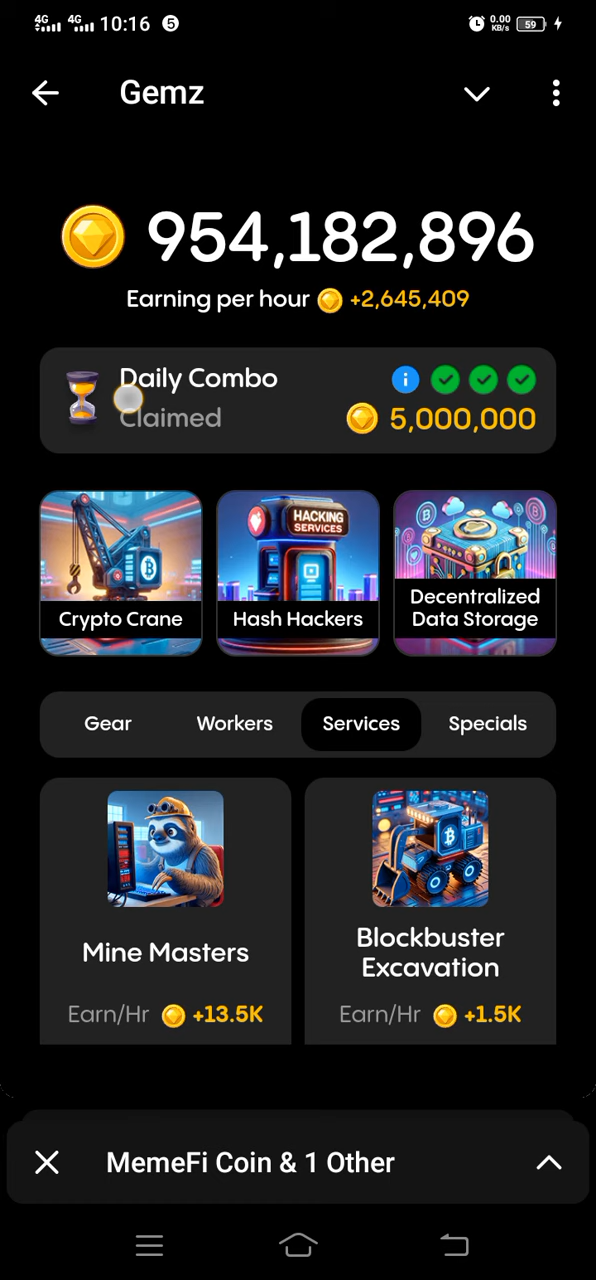 4G 4G 10:16 5 0.00 KB/s 59
Gemz
954,182,896
Earning per hour +2,645,409
Daily Combo
Claimed 5,000,000
HACKING
SERVICES
Crypto Crane
Hash Hackers
Decentralized
Data Storage
Gear Workers Services Specials
Mine Masters
Blockbuster
Excavation
Earn/Hr +13.5K
Earn/Hr +1.5K
MemeFi Coin & 1 Other